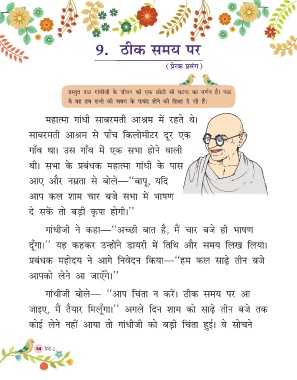 9. ठीक समय पर
( प्रेरक प्रसंग )
प्रस्तुत पाठ गांधीजी के जीवन की एक छोटी सी घटना का वर्णन है। पाठ
में यह हम सभी को समय के पाबंद होने की शिक्षा दे रहे हैं।
महात्मा गांधी साबरमती आश्रम में रहते थे।
साबरमती आश्रम से पाँच किलोमीटर दूर एक
गाँव था। उस गाँव में एक सभा होने वाली
थी। सभा के प्रबंधक महात्मा गांधी के पास
आए और नम्रता से बोले—“बापू, यदि
आप कल शाम चार बजे सभा में भाषण
दे सकें तो बड़ी कृपा होगी।”
गांधीजी ने कहा—“अच्छी बात है, मैं चार बजे ही भाषण
दूँगा।” यह कहकर उन्होंने डायरी में तिथि और समय लिख लिया।
प्रबंधक महोदय ने आगे निवेदन किया—“हम कल साढ़े तीन बजे
आपको लेने आ जाएँगे।”
गांधीजी बोले— “आप चिंता न करें। ठीक समय पर आ
जाइए, मैं तैयार मिलूँगा।” अगले दिन शाम को साढ़े तीन बजे तक
कोई लेने नहीं आया तो गांधीजी को बड़ी चिंता हुई। वे सोचने
54